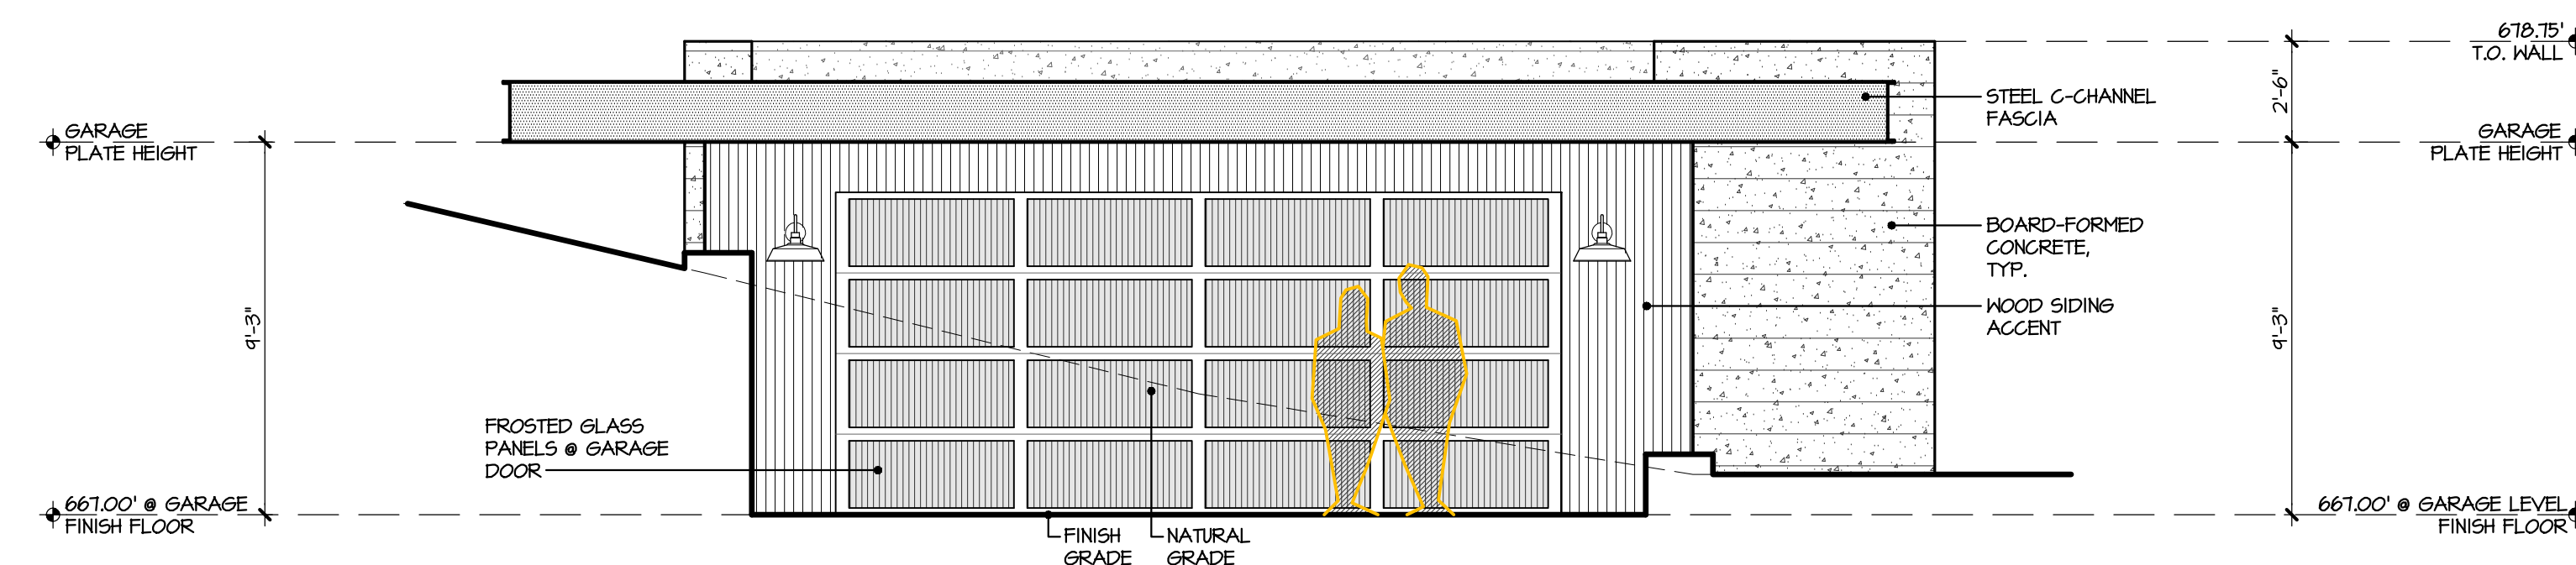 678.75'
T.O. WALL
2'-6"
STEEL C-CHANNEL
FASCIA
GARAGE
PLATE HEIGHT
GARAGE
PLATE HEIGHT
BOARD-FORMED
CONCRETE,
TYP.
WOOD SIDING
ACCENT
9'-3"
9'-3"
FROSTED GLASS
PANELS @ GARAGE
DOOR
667.00' @ GARAGE
FINISH FLOOR
667.00' @ GARAGE LEVEL
FINISH FLOOR
FINISH
GRADE
NATURAL
GRADE